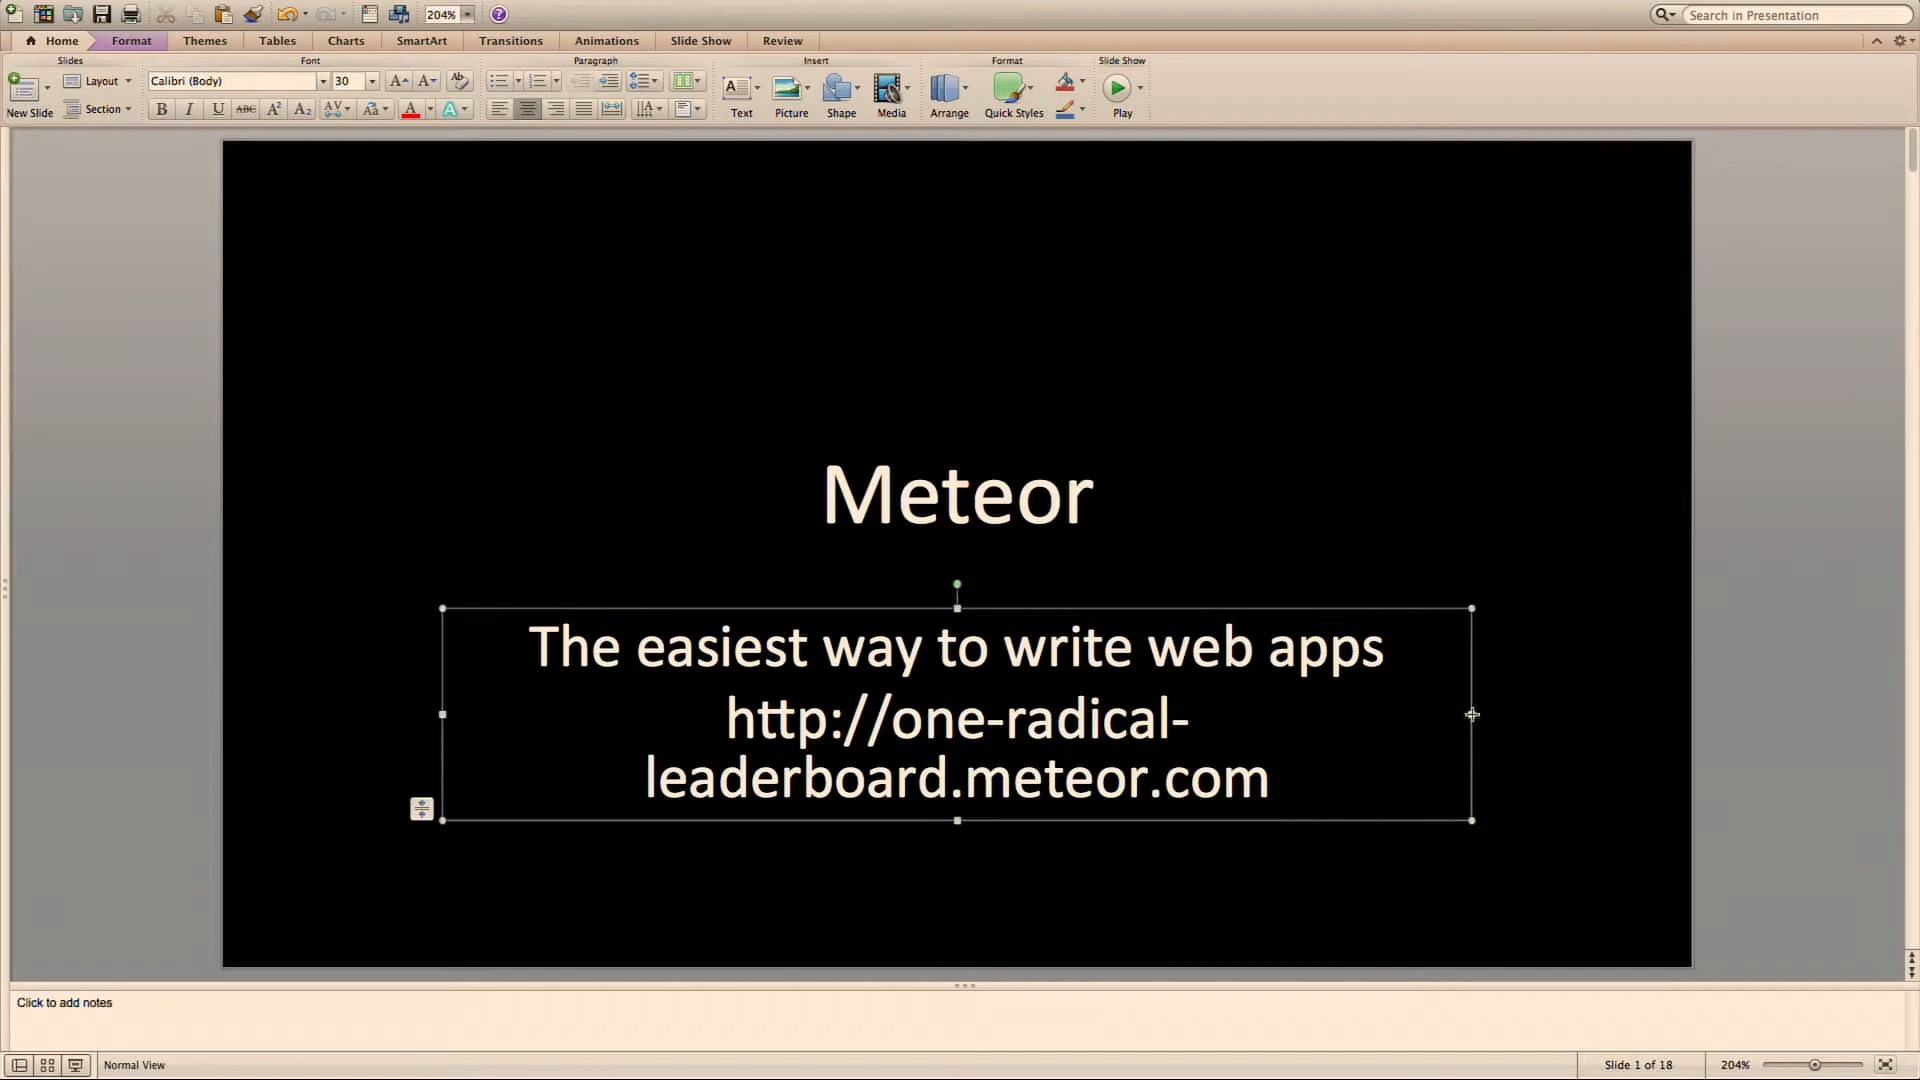 204%
Search in Presentation
Home Format Themes Tables Charts SmartArt Transitions Animations Slide Show Review
Slides Font Paragraph Insert Format Slide Show
Layout Calibri (Body) 30
New Slide Section Text Picture Shape Media Arrange Quick Styles Play
Meteor
The easiest way to write web apps
http://one-radical-
leaderboard.meteor.com
Click to add notes
Normal View Slide 1 of 18 204%